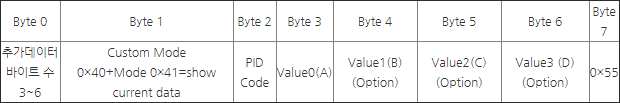 Byte 0 Byte 1 Byte 2 Byte 3 Byte 4 Byte 5 Byte 6 Byte 7
추가데이터 바이트 수 3~6
Custom Mode
0×40+Mode 0×41=show
current data
PID
Code
Value0(A)
Value1(B)
(Option)
Value2(C)
(Option)
Value3 (D)
(Option)
0×55